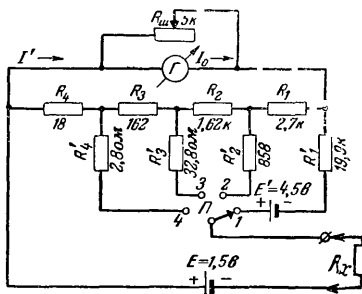 Rш 5к
I' Г I₀
R₄ R₃ R₂ R₁
18 162 1,62к 2,7к
R'₄ 2,8ом R'₃ 32,8ом R'₂ 858 R'₁ 19,9к
3 2 E'=4,5в
4 П 1 + -
E=1,5в + - Rx